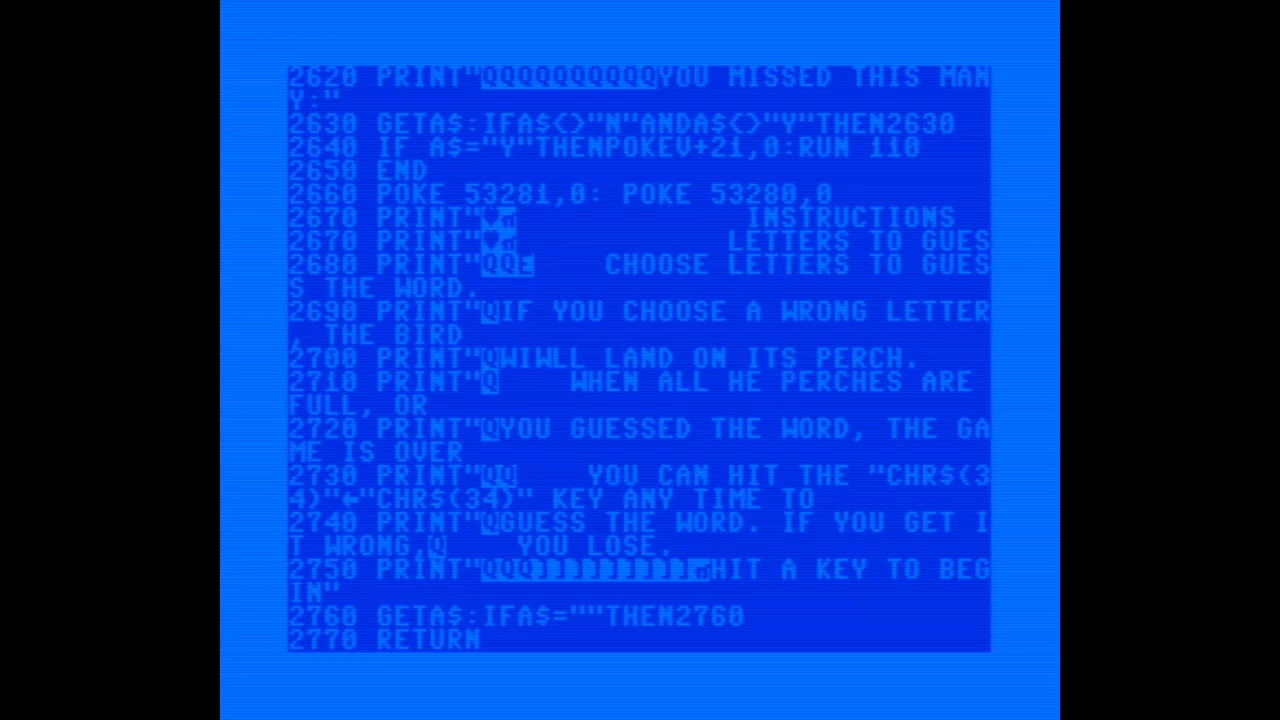 2620 PRINT"QQQQQQQQQQYOU MISSED THIS MAN
Y:"
2630 GETA$:IFA$<>"N"ANDA$<>"Y"THEN2630
2640 IF A$="Y"THENPOKEV+21,0:RUN 110
2650 END
2660 POKE 53281,0: POKE 53280,0
2670 PRINT"♥ INSTRUCTIONS
2670 PRINT"♥ LETTERS TO GUES
2680 PRINT"QQE    CHOOSE LETTERS TO GUES
S THE WORD.
2690 PRINT"QIF YOU CHOOSE A WRONG LETTER
, THE BIRD
2700 PRINT"QWIWLL LAND ON ITS PERCH.
2710 PRINT"Q    WHEN ALL HE PERCHES ARE
FULL, OR
2720 PRINT"QYOU GUESSED THE WORD, THE GA
ME IS OVER
2730 PRINT"QQ    YOU CAN HIT THE "CHR$(3
4)"←"CHR$(34)" KEY ANY TIME TO
2740 PRINT"QGUESS THE WORD. IF YOU GET I
T WRONG,Q    YOU LOSE.
2750 PRINT"QQQ]]]]]]]]]HIT A KEY TO BEG
IN"
2760 GETA$:IFA$=""THEN2760
2770 RETURN